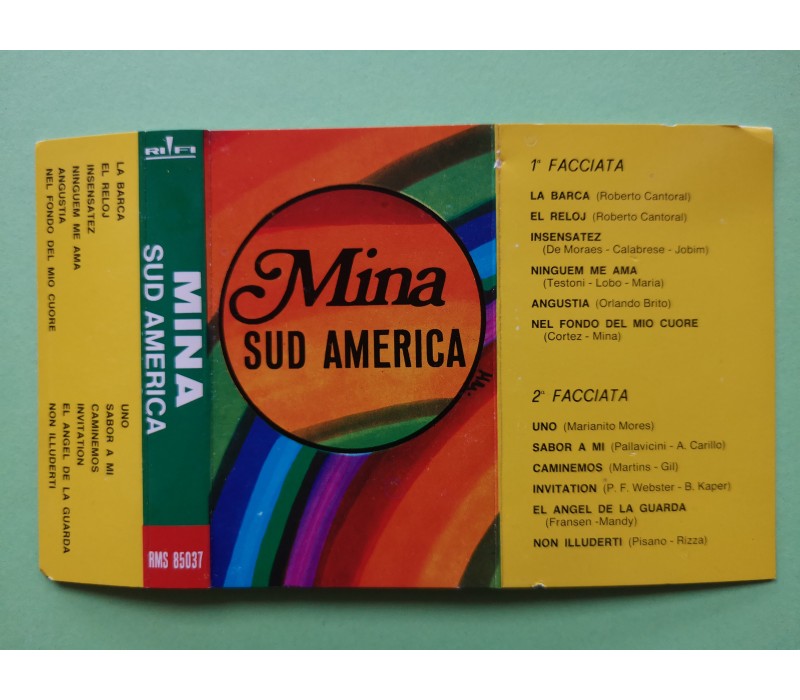 LA BARCA
EL RELOJ
INSENSATEZ
NINGUEM ME AMA
ANGUSTIA
NEL FONDO DEL MIO CUORE
UNO
SABOR A MI
CAMINEMOS
INVITATION
EL ANGEL DE LA GUARDA
NON ILLUDERTI
RIFI
MINA
SUD AMERICA
RMS 85037
Mina
SUD AMERICA
1ª FACCIATA
LA BARCA (Roberto Cantoral)
EL RELOJ (Roberto Cantoral)
INSENSATEZ
(De Moraes - Calabrese - Jobim)
NINGUEM ME AMA
(Testoni - Lobo - Maria)
ANGUSTIA (Orlando Brito)
NEL FONDO DEL MIO CUORE
(Cortez - Mina)
2ª FACCIATA
UNO (Marianito Mores)
SABOR A MI (Pallavicini - A. Carillo)
CAMINEMOS (Martins - Gil)
INVITATION (P. F. Webster - B. Kaper)
EL ANGEL DE LA GUARDA
(Fransen -Mandy)
NON ILLUDERTI (Pisano - Rizza)